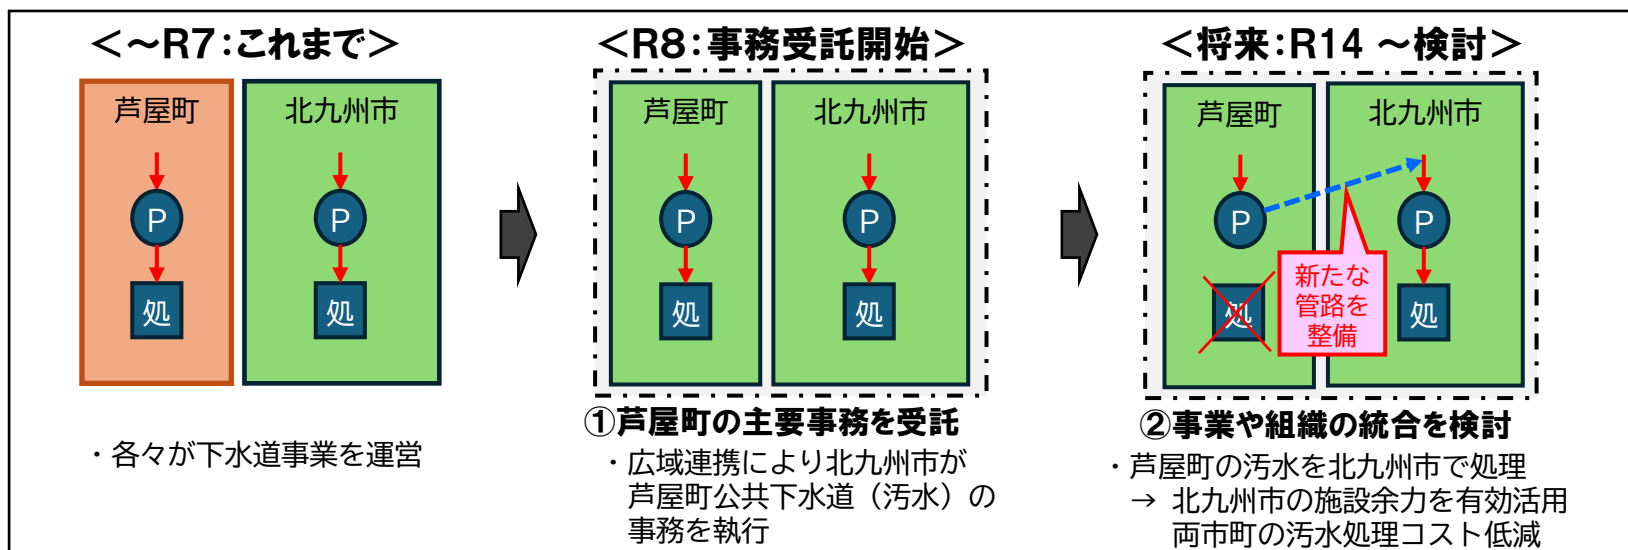 <～R7：これまで>
芦屋町
北九州市
P
P
処
処
・各々が下水道事業を運営
<R8：事務受託開始>
芦屋町
北九州市
P
P
処
処
①芦屋町の主要事務を受託
・広域連携により北九州市が
芦屋町公共下水道（汚水）の
事務を執行
<将来：R14 ～検討>
芦屋町
北九州市
P
P
新たな
管路を
整備
処
処
②事業や組織の統合を検討
・芦屋町の汚水を北九州市で処理
→ 北九州市の施設余力を有効活用
両市町の汚水処理コスト低減